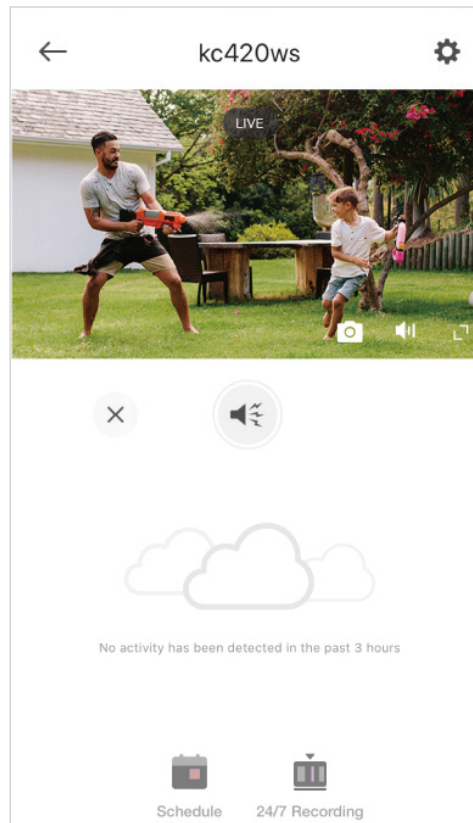 kc420ws
LIVE
No activity has been detected in the past 3 hours
Schedule
24/7 Recording